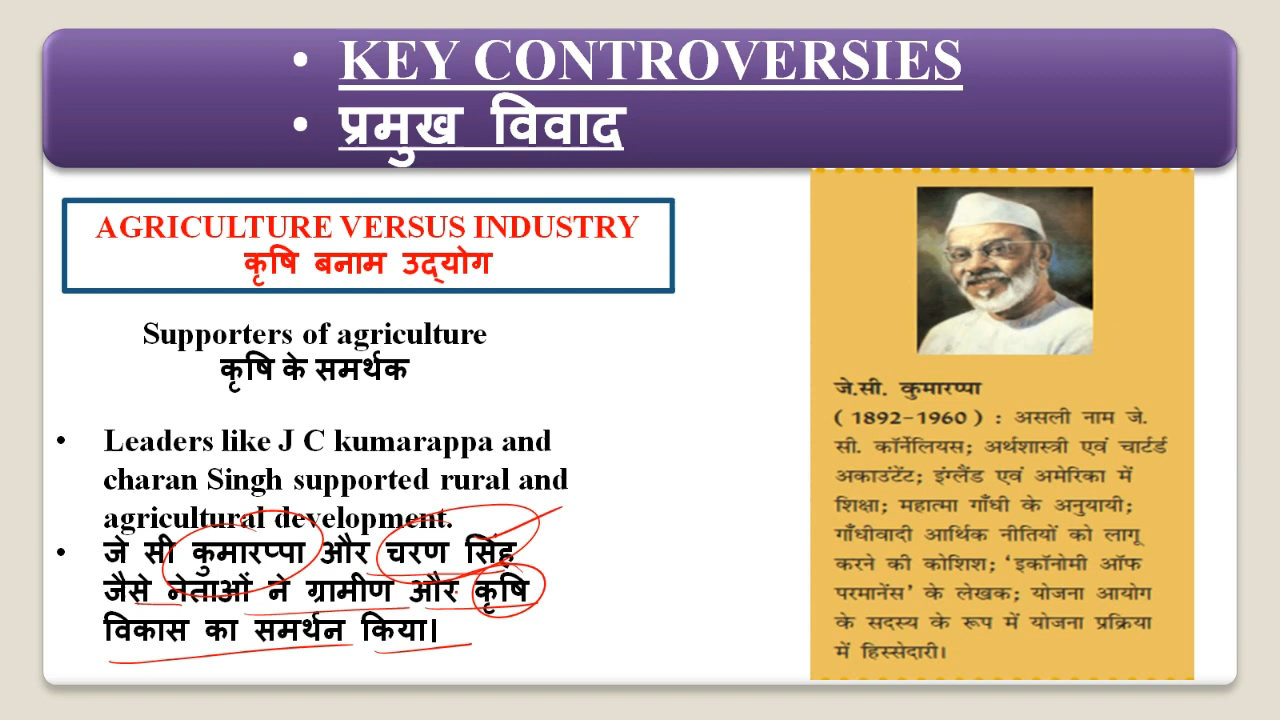 • KEY CONTROVERSIES
• प्रमुख विवाद
AGRICULTURE VERSUS INDUSTRY
कृषि बनाम उद्योग
Supporters of agriculture
कृषि के समर्थक
• Leaders like J C kumarappa and
charan Singh supported rural and
agricultural development.
• जे सी कुमारप्पा और चरण सिंह
जैसे नेताओं ने ग्रामीण और कृषि
विकास का समर्थन किया।
जे.सी. कुमारप्पा
(1892-1960) : असली नाम जे.
सी. कॉर्नेलियस; अर्थशास्त्री एवं चार्टर्ड
अकाउंटेंट; इंग्लैंड एवं अमेरिका में
शिक्षा; महात्मा गाँधी के अनुयायी;
गाँधीवादी आर्थिक नीतियों को लागू
करने की कोशिश; ‘इकॉनोमी ऑफ
परमानेंस’ के लेखक; योजना आयोग
के सदस्य के रूप में योजना प्रक्रिया
में हिस्सेदारी।